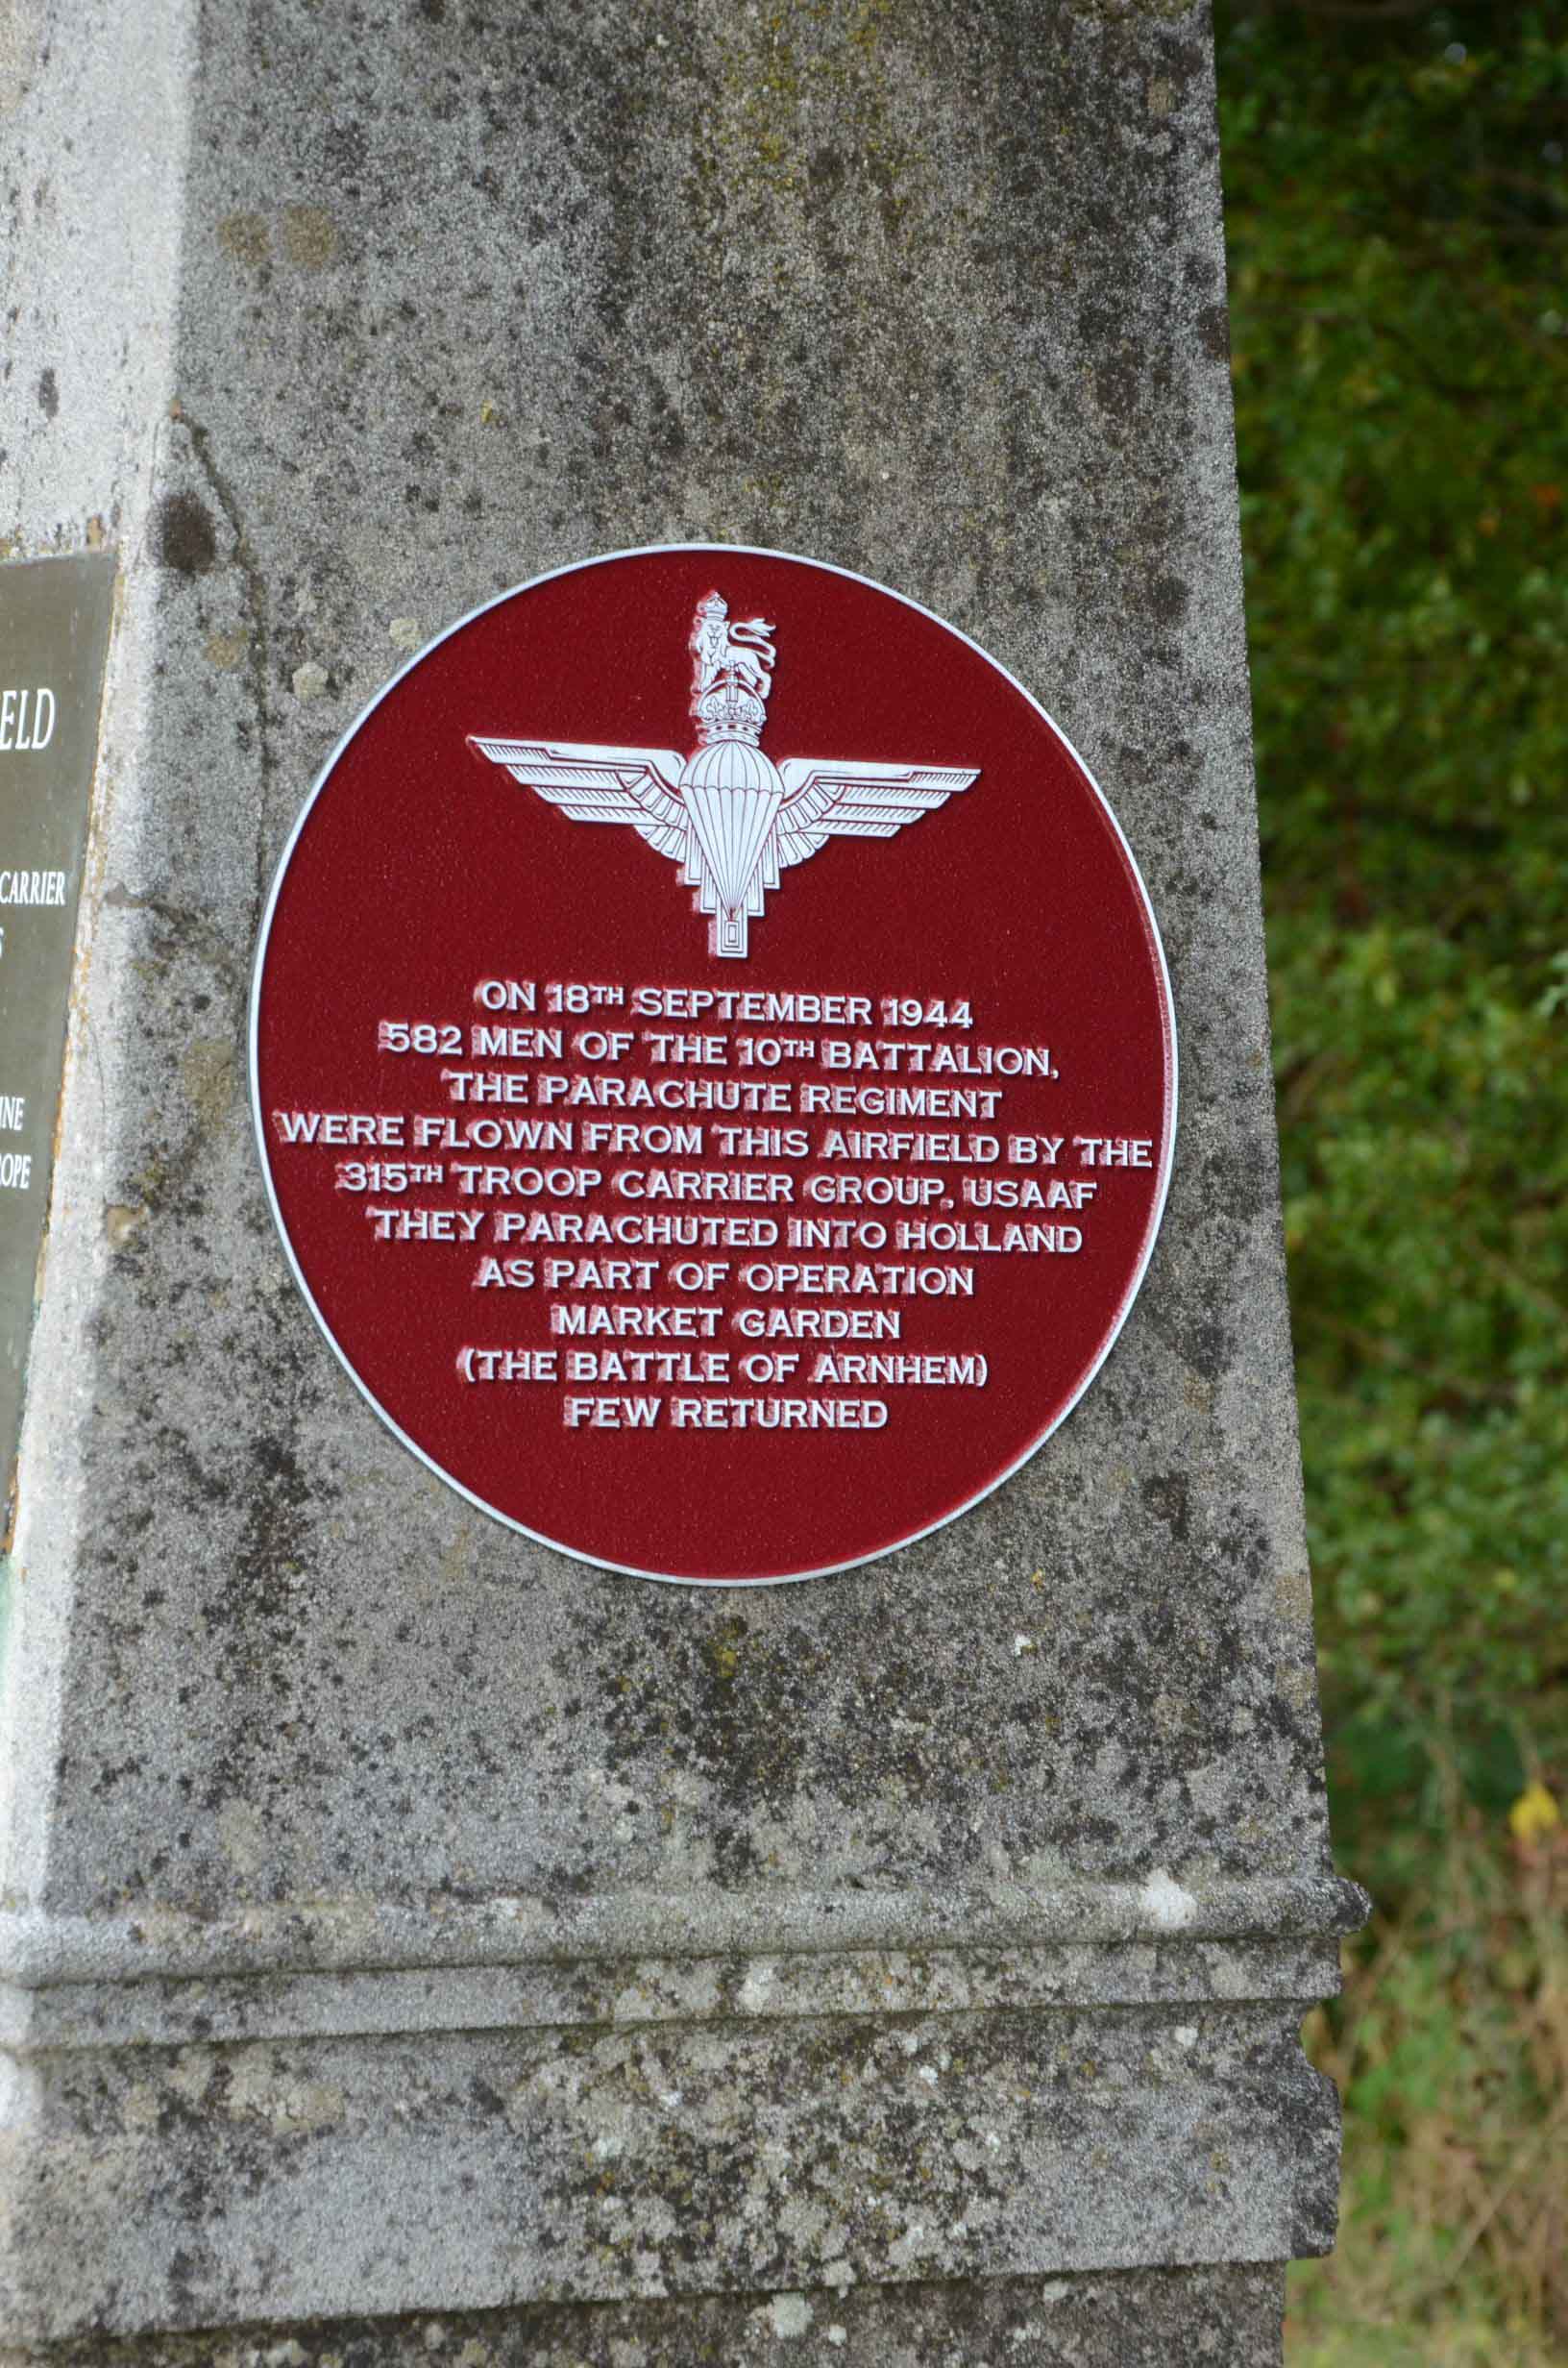 ELD
CARRIER
S
INE
ROPE
ON 18TH SEPTEMBER 1944
582 MEN OF THE 10TH BATTALION,
THE PARACHUTE REGIMENT
WERE FLOWN FROM THIS AIRFIELD BY THE
315TH TROOP CARRIER GROUP, USAAF
THEY PARACHUTED INTO HOLLAND
AS PART OF OPERATION
MARKET GARDEN
(THE BATTLE OF ARNHEM)
FEW RETURNED